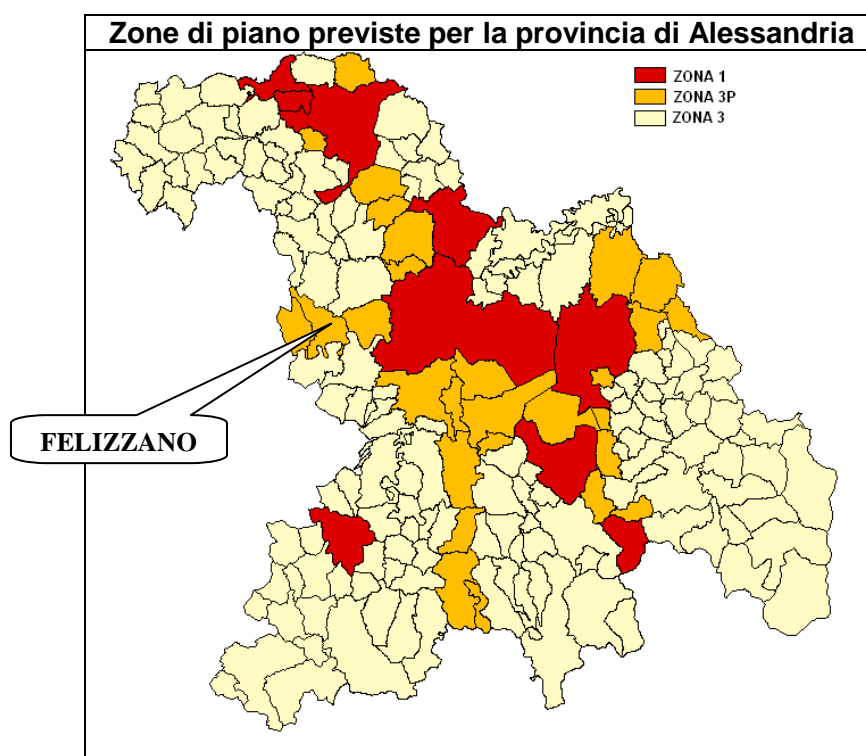 Zone di piano previste per la provincia di Alessandria
ZONA 1
ZONA 3P
ZONA 3
FELIZZANO